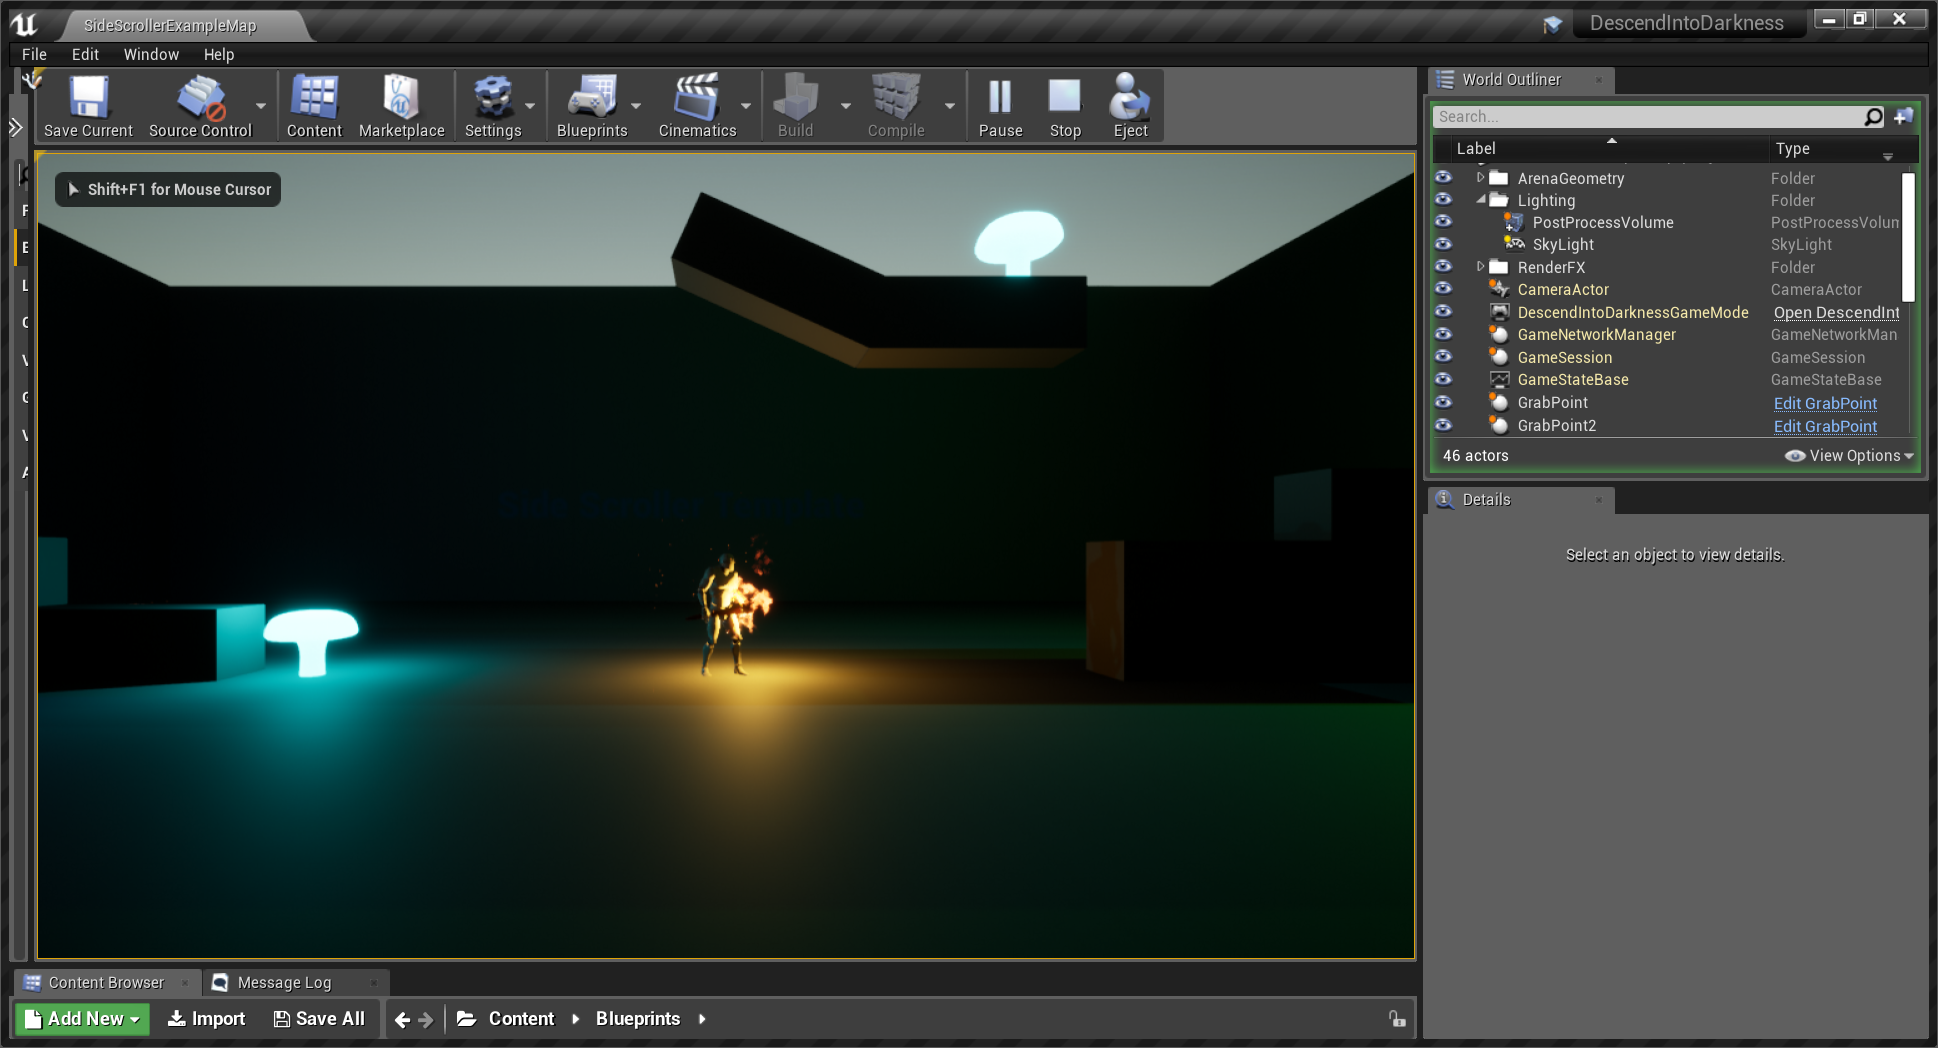 SideScrollerExampleMap
DescendIntoDarkness
File Edit Window Help
Save Current Source Control Content Marketplace Settings Blueprints Cinematics Build Compile Pause Stop Eject
Shift+F1 for Mouse Cursor
Side Scroller Template
World Outliner
Search...
Label Type
ArenaGeometry Folder
Lighting Folder
PostProcessVolume PostProcessVolum
SkyLight SkyLight
RenderFX Folder
CameraActor CameraActor
DescendIntoDarknessGameMode Open DescendInt
GameNetworkManager GameNetworkMan
GameSession GameSession
GameStateBase GameStateBase
GrabPoint Edit GrabPoint
GrabPoint2 Edit GrabPoint
46 actors View Options
Details
Select an object to view details.
Content Browser Message Log
Add New Import Save All Content Blueprints